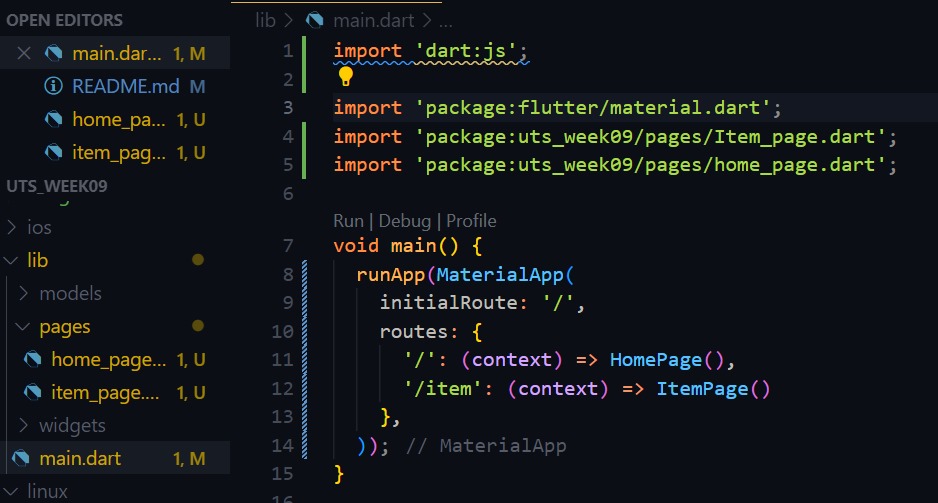 OPEN EDITORS
main.dar... 1, M
README.md M
home_pa... 1, U
item_pag... 1, U
UTS_WEEK09
ios
lib
models
pages
home_page... 1, U
item_page.... 1, U
widgets
main.dart 1, M
linux
lib > main.dart > ...
1 import 'dart:js';
2
3 import 'package:flutter/material.dart';
4 import 'package:uts_week09/pages/Item_page.dart';
5 import 'package:uts_week09/pages/home_page.dart';
6
Run | Debug | Profile
7 void main() {
8 runApp(MaterialApp(
9 initialRoute: '/',
10 routes: {
11 '/': (context) => HomePage(),
12 '/item': (context) => ItemPage()
13 },
14 )); // MaterialApp
15 }
16